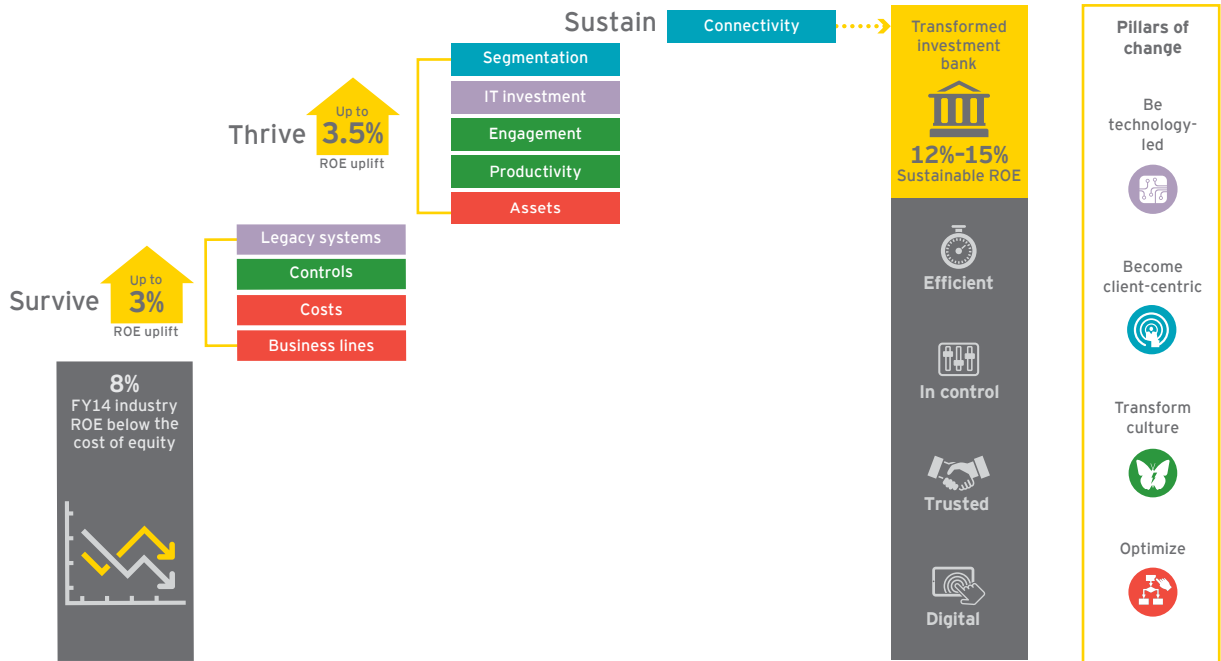 Sustain
Connectivity
Transformed
investment
bank
12%–15%
Sustainable ROE
Efficient
In control
Trusted
Digital
Pillars of
change
Be
technology-
led
Become
client-centric
Transform
culture
Optimize
Thrive
Up to
3.5%
ROE uplift
Segmentation
IT investment
Engagement
Productivity
Assets
Survive
Up to
3%
ROE uplift
Legacy systems
Controls
Costs
Business lines
8%
FY14 industry
ROE below the
cost of equity